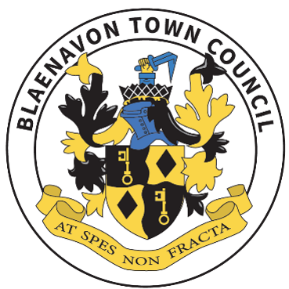 BLAENAVON TOWN COUNCIL
AT SPES NON FRACTA